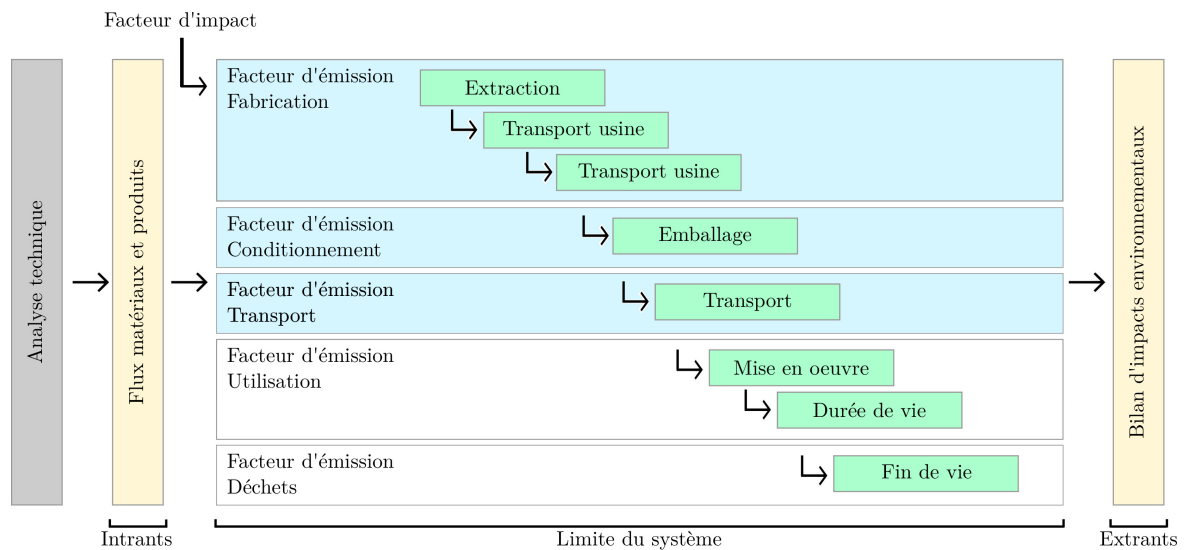 Facteur d'impact
Analyse technique
Flux matériaux et produits
Facteur d'émission
Fabrication
Extraction
Transport usine
Transport usine
Facteur d'émission
Conditionnement
Emballage
Facteur d'émission
Transport
Transport
Facteur d'émission
Utilisation
Mise en oeuvre
Durée de vie
Facteur d'émission
Déchets
Fin de vie
Bilan d'impacts environnementaux
Intrants
Limite du système
Extrants